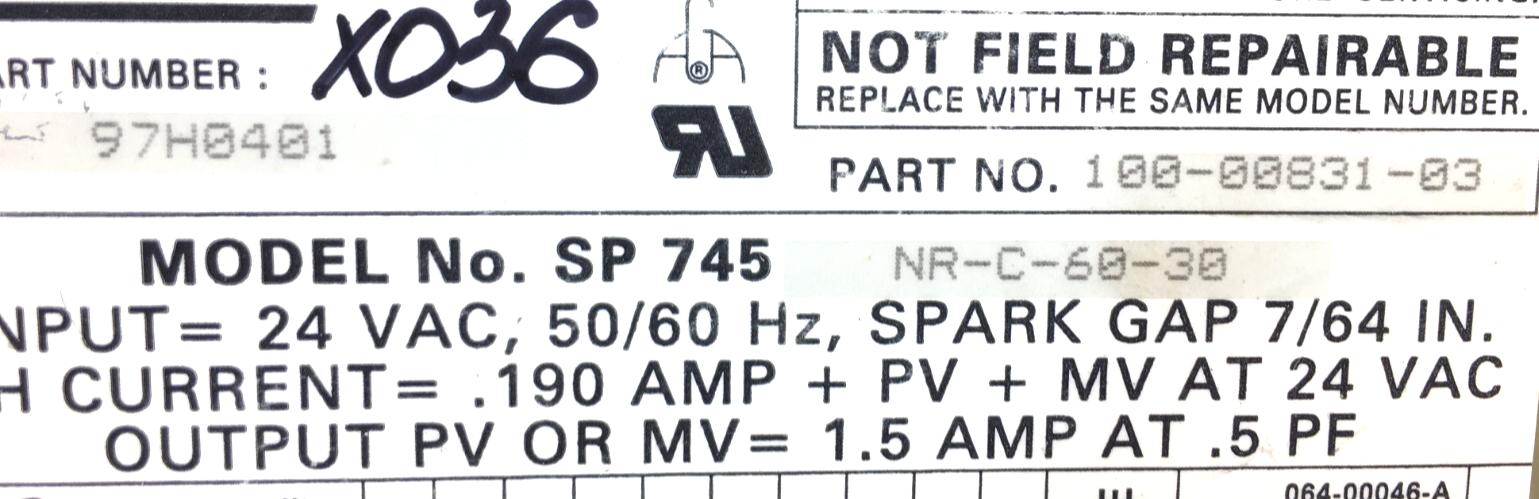 X036
NOT FIELD REPAIRABLE
ART NUMBER :
REPLACE WITH THE SAME MODEL NUMBER.
97H0401
PART NO. 100-00831-03
MODEL No. SP 745 NR-C-60-30
NPUT= 24 VAC, 50/60 Hz, SPARK GAP 7/64 IN.
H CURRENT= .190 AMP + PV + MV AT 24 VAC
OUTPUT PV OR MV= 1.5 AMP AT .5 PF
064-00046-A